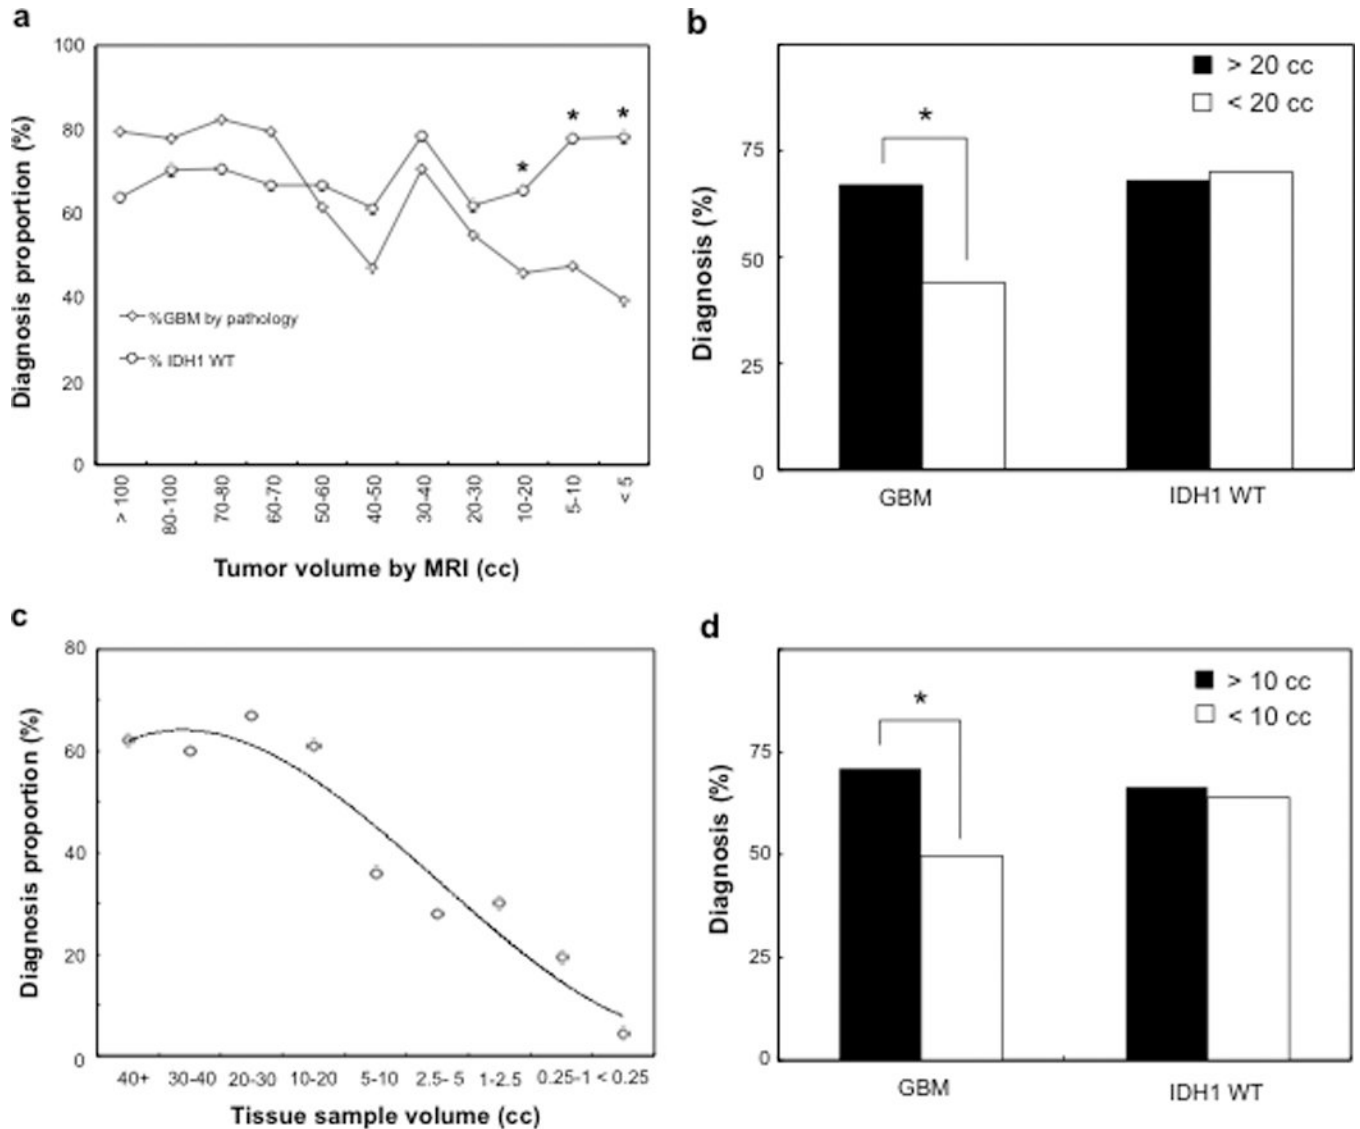 a
100
80
60
40
20
0
Diagnosis proportion (%)
*
*
*
%GBM by pathology
% IDH1 WT
> 100
80-100
70-80
60-70
50-60
40-50
30-40
20-30
10-20
5-10
< 5
Tumor volume by MRI (cc)
b
> 20 cc
< 20 cc
*
75
50
25
0
Diagnosis (%)
GBM
IDH1 WT
c
80
60
40
20
0
Diagnosis proportion (%)
40+ 30-40 20-30 10-20 5-10 2.5- 5 1-2.5 0.25-1 < 0.25
Tissue sample volume (cc)
d
> 10 cc
< 10 cc
*
75
50
25
0
Diagnosis (%)
GBM
IDH1 WT